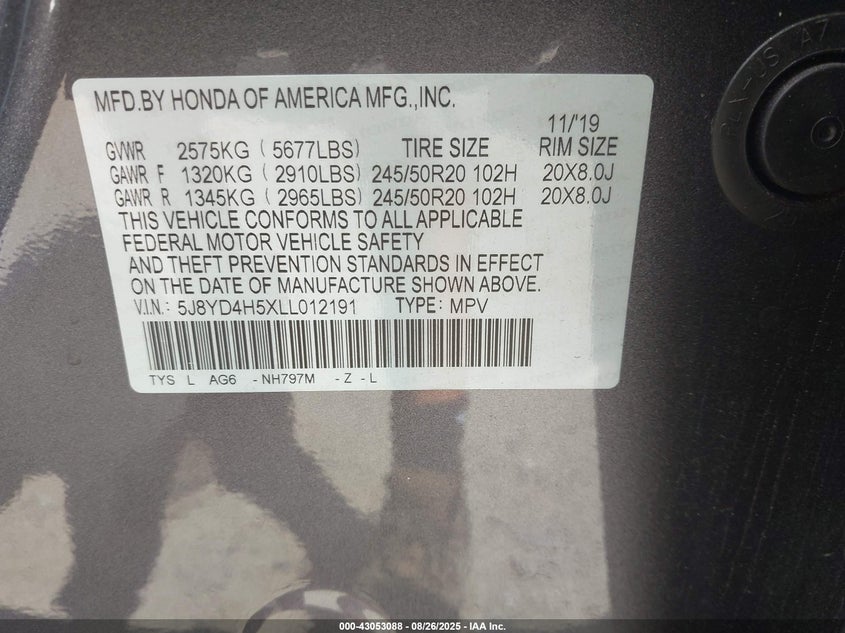 MFD.BY HONDA OF AMERICA MFG.,INC.
11/'19
GVWR 2575KG ( 5677LBS) TIRE SIZE RIM SIZE
GAWR F 1320KG ( 2910LBS) 245/50R20 102H 20X8.0J
GAWR R 1345KG ( 2965LBS) 245/50R20 102H 20X8.0J
THIS VEHICLE CONFORMS TO ALL APPLICABLE
FEDERAL MOTOR VEHICLE SAFETY
AND THEFT PREVENTION STANDARDS IN EFFECT
ON THE DATE OF MANUFACTURE SHOWN ABOVE.
V.I.N.: 5J8YD4H5XLL012191 TYPE: MPV
TYS L AG6 -NH797M -Z -L
000-43053088 - 08/26/2025 - IAA Inc.